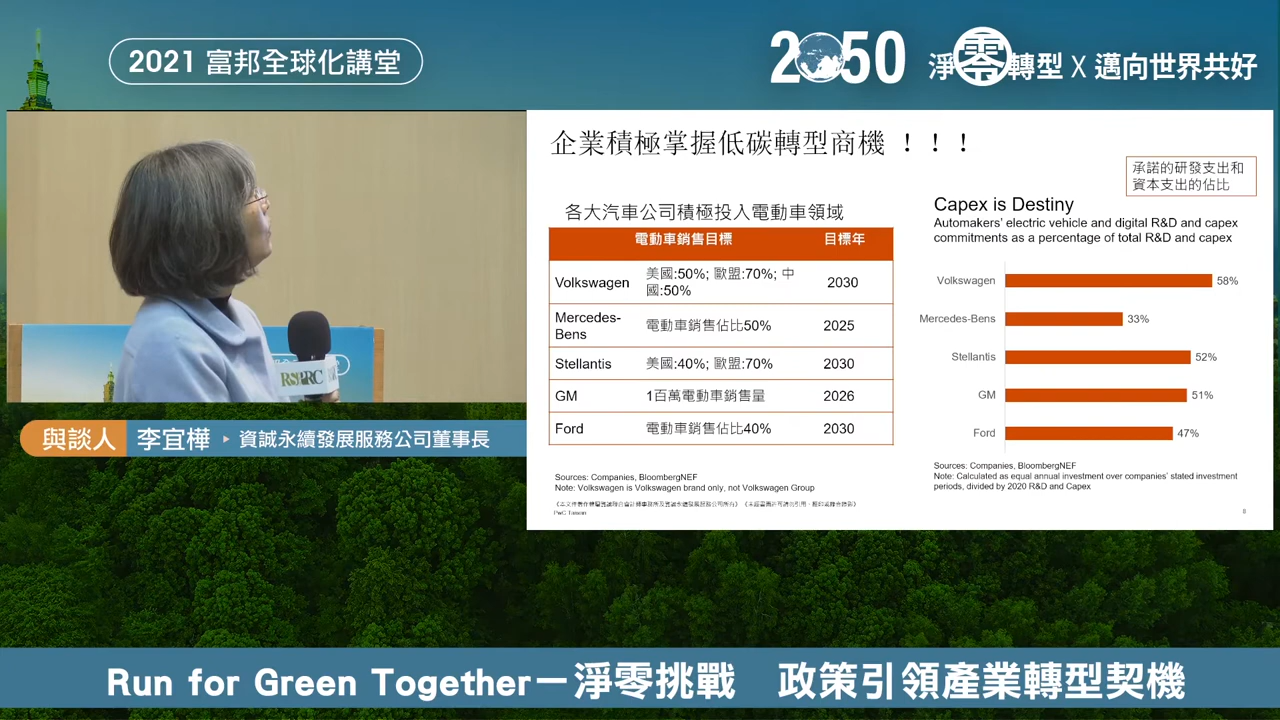 2021 富邦全球化講堂
2050 淨零轉型 X 邁向世界共好
企業積極掌握低碳轉型商機 ！！！
承諾的研發支出和
資本支出的佔比
各大汽車公司積極投入電動車領域
電動車銷售目標 目標年
Volkswagen 美國:50%; 歐盟:70%; 中
國:50% 2030
Mercedes-
Bens 電動車銷售佔比50% 2025
Stellantis 美國:40%; 歐盟:70% 2030
GM 1百萬電動車銷售量 2026
Ford 電動車銷售佔比40% 2030
Sources: Companies, BloombergNEF
Note: Volkswagen is Volkswagen brand only, not Volkswagen Group
PwC Taiwan
Capex is Destiny
Automakers' electric vehicle and digital R&D and capex
commitments as a percentage of total R&D and capex
Volkswagen 58%
Mercedes-Bens 33%
Stellantis 52%
GM 51%
Ford 47%
Sources: Companies, BloombergNEF
Note: Calculated as equal annual investment over companies' stated investment
periods, divided by 2020 R&D and Capex
RSPRC
與談人 李宜樺 ▸ 資誠永續發展服務公司董事長
Run for Green Together－淨零挑戰 政策引領產業轉型契機